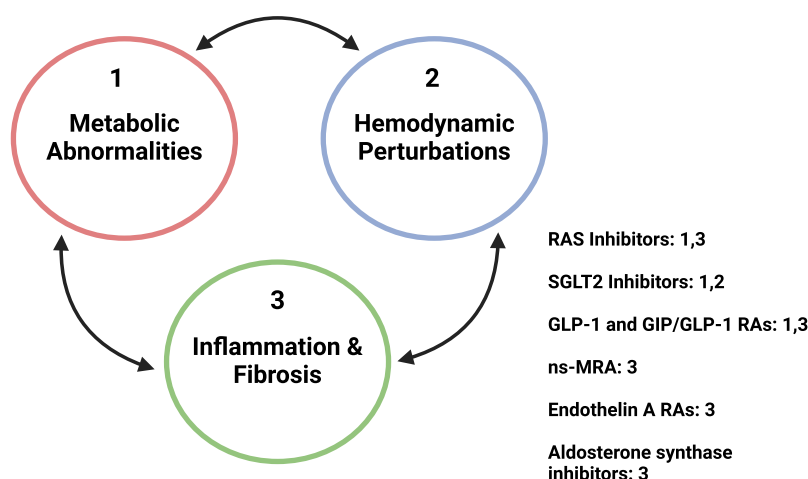 1
Metabolic
Abnormalities
2
Hemodynamic
Perturbations
3
Inflammation &
Fibrosis
RAS Inhibitors: 1,3
SGLT2 Inhibitors: 1,2
GLP-1 and GIP/GLP-1 RAs: 1,3
ns-MRA: 3
Endothelin A RAs: 3
Aldosterone synthase
inhibitors: 3